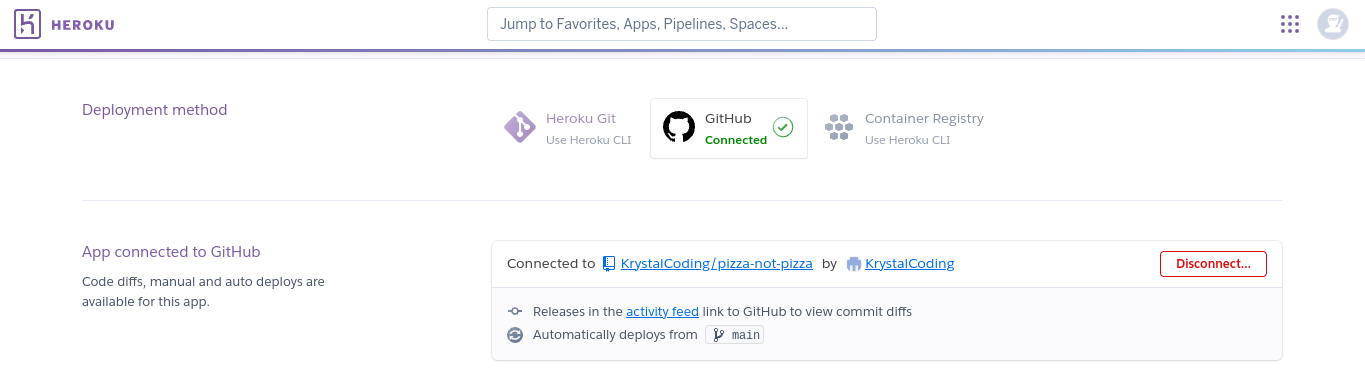 HEROKU
Jump to Favorites, Apps, Pipelines, Spaces...
Deployment method
Heroku Git
Use Heroku CLI
GitHub
Connected
Container Registry
Use Heroku CLI
App connected to GitHub
Code diffs, manual and auto deploys are
available for this app.
Connected to KrystalCoding/pizza-not-pizza by KrystalCoding
Disconnect...
Releases in the activity feed link to GitHub to view commit diffs
Automatically deploys from main